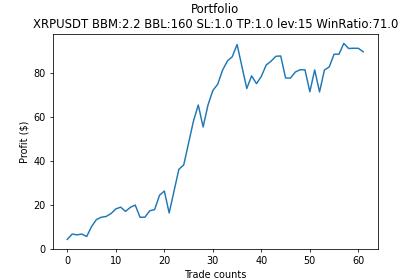 Portfolio
XRPUSDT BBM:2.2 BBL:160 SL:1.0 TP:1.0 lev:15 WinRatio:71.0
Profit ($)
80
60
40
20
0
0 10 20 30 40 50 60
Trade counts